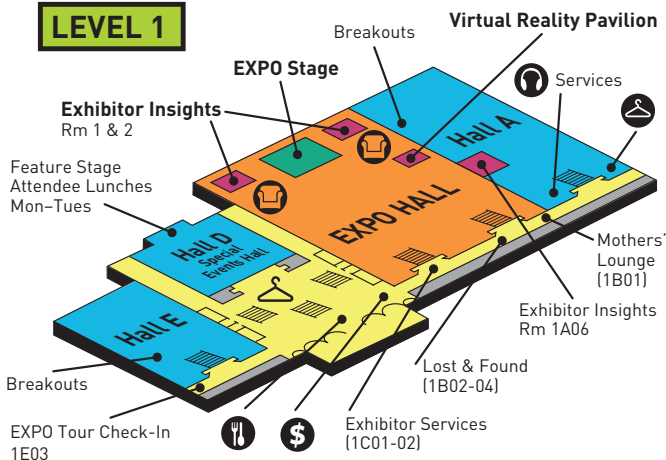 LEVEL 1
Breakouts
Virtual Reality Pavilion
EXPO Stage
Services
Exhibitor Insights
Rm 1 & 2
Hall A
Feature Stage
Attendee Lunches
Mon–Tues
EXPO HALL
Hall D
Special
Events Hall
Mothers'
Lounge
(1B01)
Hall E
Exhibitor Insights
Rm 1A06
Breakouts
Lost & Found
(1B02-04)
EXPO Tour Check-In
1E03
$
Exhibitor Services
(1C01-02)